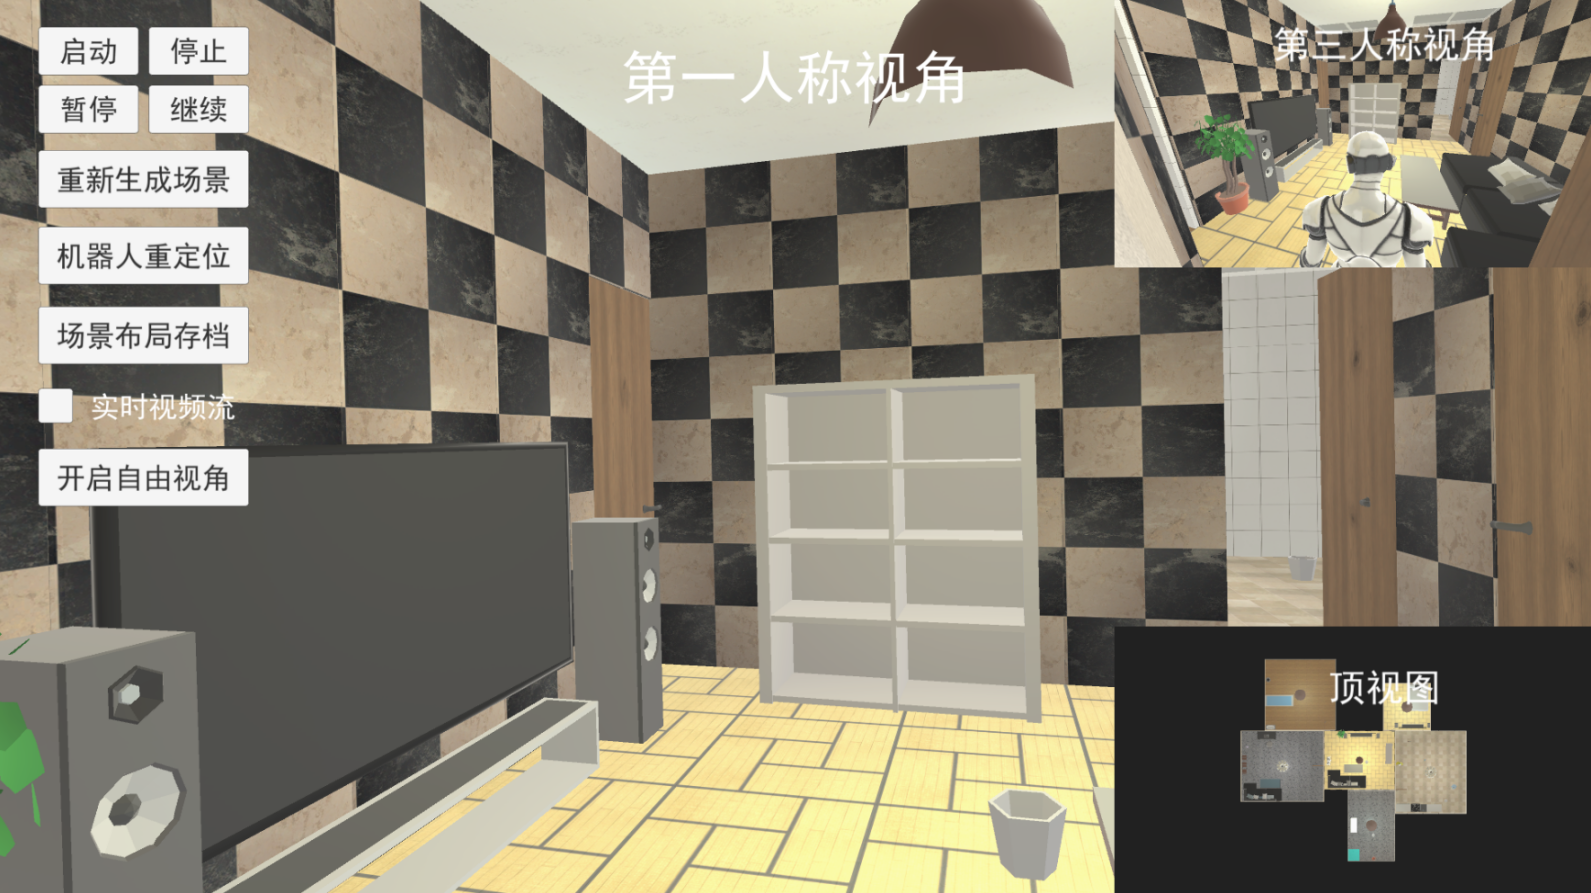 启动
停止
暂停
继续
重新生成场景
机器人重定位
场景布局存档
实时视频流
开启自由视角
第一人称视角
第三人称视角
顶视图